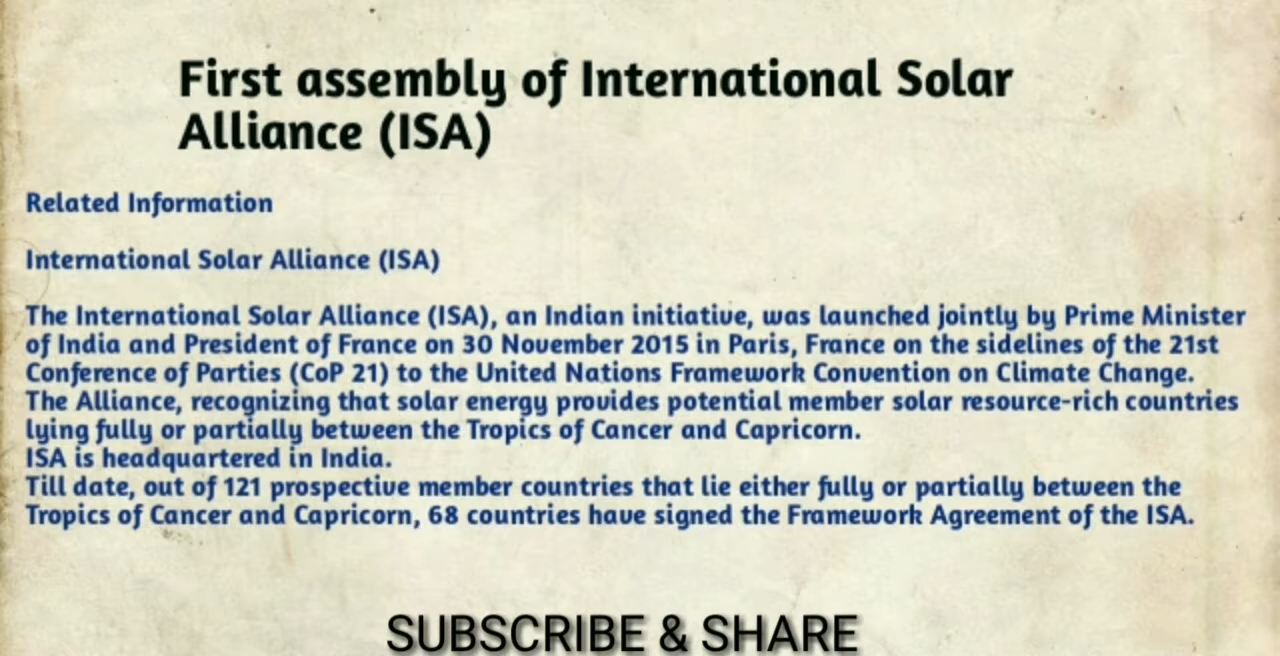 First assembly of International Solar
Alliance (ISA)
Related Information
International Solar Alliance (ISA)
The International Solar Alliance (ISA), an Indian initiative, was launched jointly by Prime Minister
of India and President of France on 30 November 2015 in Paris, France on the sidelines of the 21st
Conference of Parties (CoP 21) to the United Nations Framework Convention on Climate Change.
The Alliance, recognizing that solar energy provides potential member solar resource-rich countries
lying fully or partially between the Tropics of Cancer and Capricorn.
ISA is headquartered in India.
Till date, out of 121 prospective member countries that lie either fully or partially between the
Tropics of Cancer and Capricorn, 68 countries have signed the Framework Agreement of the ISA.
SUBSCRIBE & SHARE